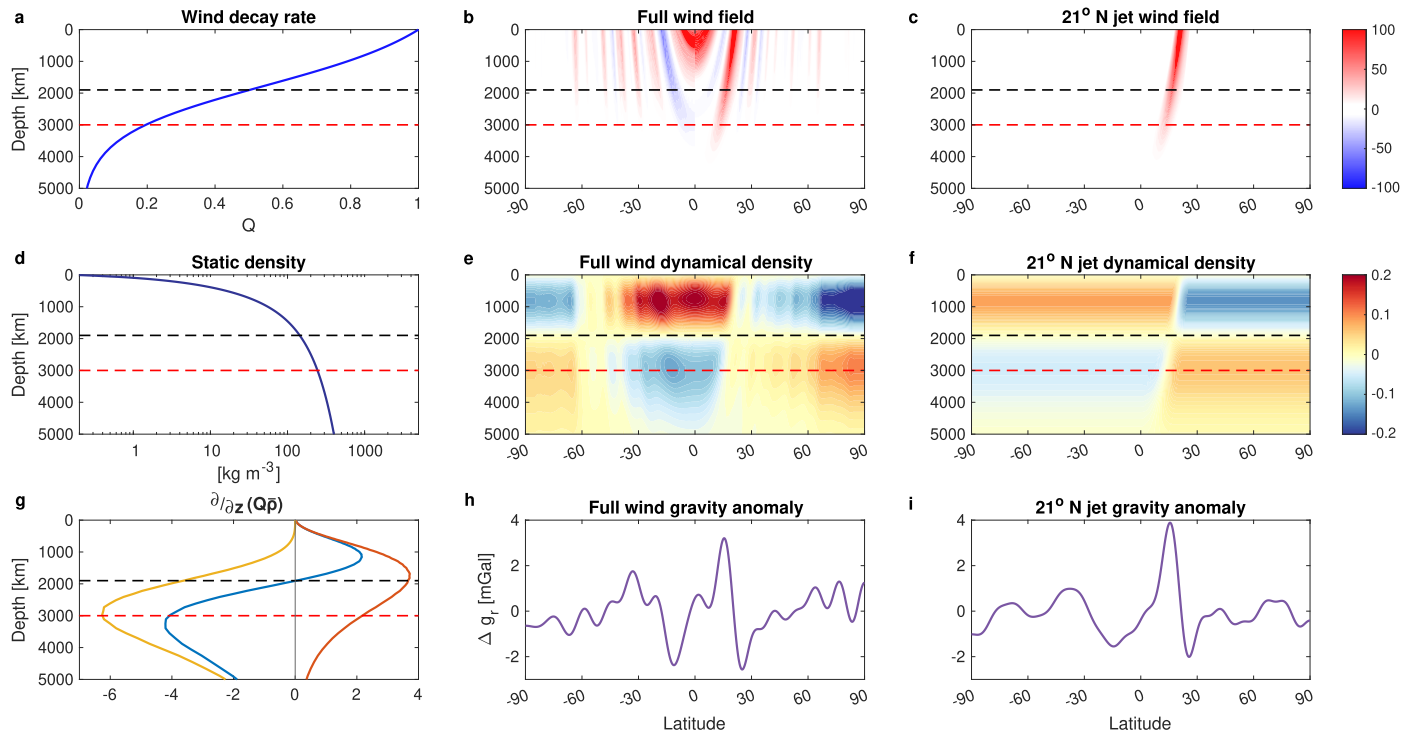 a Wind decay rate
0
1000
2000
3000
4000
5000
Depth [km]
0 0.2 0.4 0.6 0.8 1
Q
b Full wind field
0
1000
2000
3000
4000
5000
-90 -60 -30 0 30 60 90
c 21° N jet wind field
0
1000
2000
3000
4000
5000
-90 -60 -30 0 30 60 90
100
50
0
-50
-100
d Static density
0
1000
2000
3000
4000
5000
Depth [km]
1 10 100 1000
[kg m⁻³]
e Full wind dynamical density
0
1000
2000
3000
4000
5000
-90 -60 -30 0 30 60 90
f 21° N jet dynamical density
0
1000
2000
3000
4000
5000
-90 -60 -30 0 30 60 90
0.2
0.1
0
-0.1
-0.2
g ∂/∂z (Qρ̄)
0
1000
2000
3000
4000
5000
Depth [km]
-6 -4 -2 0 2 4
h Full wind gravity anomaly
4
2
0
-2
Δ gᵣ [mGal]
-90 -60 -30 0 30 60 90
Latitude
i 21° N jet gravity anomaly
4
2
0
-2
-90 -60 -30 0 30 60 90
Latitude